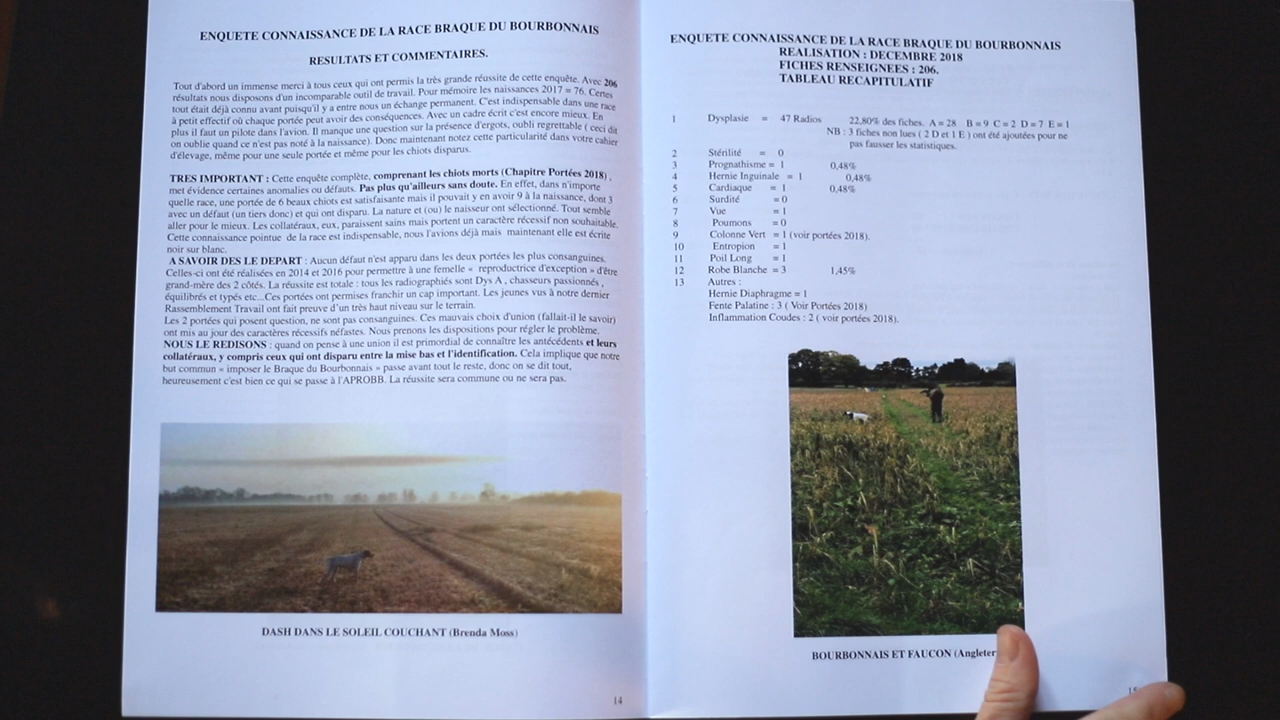 ENQUETE CONNAISSANCE DE LA RACE BRAQUE DU BOURBONNAIS
RESULTATS ET COMMENTAIRES.
Tout d'abord un immense merci à tous ceux qui ont permis la très grande réussite de cette enquête. Avec 206
résultats nous disposons d'un incomparable outil de travail. Pour mémoire les naissances 2017 = 76. Certes
tout était déjà connu avant puisqu'il y a entre nous un échange permanent. C'est indispensable dans une race
à petit effectif où chaque portée peut avoir des conséquences. Avec un cadre écrit c'est encore mieux. En
plus il faut un pilote dans l'avion. Il manque une question sur la présence d'ergots, oubli regrettable ( ceci dit
on oublie quand ce n'est pas noté à la naissance). Donc maintenant notez cette particularité dans votre cahier
d'élevage, même pour une seule portée et même pour les chiots disparus.
TRES IMPORTANT : Cette enquête complète, comprenant les chiots morts (Chapitre Portées 2018) ,
met évidence certaines anomalies ou défauts. Pas plus qu'ailleurs sans doute. En effet, dans n'importe
quelle race, une portée de 6 beaux chiots est satisfaisante mais il pouvait y en avoir 9 à la naissance, dont 3
avec un défaut (un tiers donc) et qui ont disparu. La nature et (ou) le naisseur ont sélectionné. Tout semble
aller pour le mieux. Les collatéraux, eux, paraissent sains mais portent un caractère récessif non souhaitable.
Cette connaissance pointue de la race est indispensable, nous l'avions déjà mais maintenant elle est écrite
noir sur blanc.
A SAVOIR DES LE DEPART : Aucun défaut n'est apparu dans les deux portées les plus consanguines.
Celles-ci ont été réalisées en 2014 et 2016 pour permettre à une femelle « reproductrice d'exception » d'être
grand-mère des 2 côtés. La réussite est totale : tous les radiographiés sont Dys A , chasseurs passionnés ,
équilibrés et typés etc...Ces portées ont permises franchir un cap important. Les jeunes vus à notre dernier
Rassemblement Travail ont fait preuve d'un très haut niveau sur le terrain.
Les 2 portées qui posent question, ne sont pas consanguines. Ces mauvais choix d'union (fallait-il le savoir)
ont mis au jour des caractères récessifs néfastes. Nous prenons les dispositions pour régler le problème.
NOUS LE REDISONS : quand on pense à une union il est primordial de connaître les antécédents et leurs
collatéraux, y compris ceux qui ont disparu entre la mise bas et l'identification. Cela implique que notre
but commun « imposer le Braque du Bourbonnais » passe avant tout le reste, donc on se dit tout,
heureusement c'est bien ce qui se passe à l'APROBB. La réussite sera commune ou ne sera pas.
DASH DANS LE SOLEIL COUCHANT (Brenda Moss)
14
ENQUETE CONNAISSANCE DE LA RACE BRAQUE DU BOURBONNAIS
REALISATION : DECEMBRE 2018
FICHES RENSEIGNEES : 206.
TABLEAU RECAPITULATIF
1 Dysplasie = 47 Radios 22,80% des fiches. A = 28 B = 9 C = 2 D = 7 E = 1
NB : 3 fiches non lues ( 2 D et 1 E ) ont été ajoutées pour ne
pas fausser les statistiques.
2 Stérilité = 0
3 Prognathisme = 1 0,48%
4 Hernie Inguinale = 1 0,48%
5 Cardiaque = 1 0,48%
6 Surdité = 0
7 Vue = 1
8 Poumons = 0
9 Colonne Vert = 1 (voir portées 2018).
10 Entropion = 1
11 Poil Long = 1
12 Robe Blanche = 3 1,45%
13 Autres :
Hernie Diaphragme = 1
Fente Palatine : 3 ( Voir Portées 2018)
Inflammation Coudes : 2 ( voir portées 2018).
BOURBONNAIS ET FAUCON (Angleter